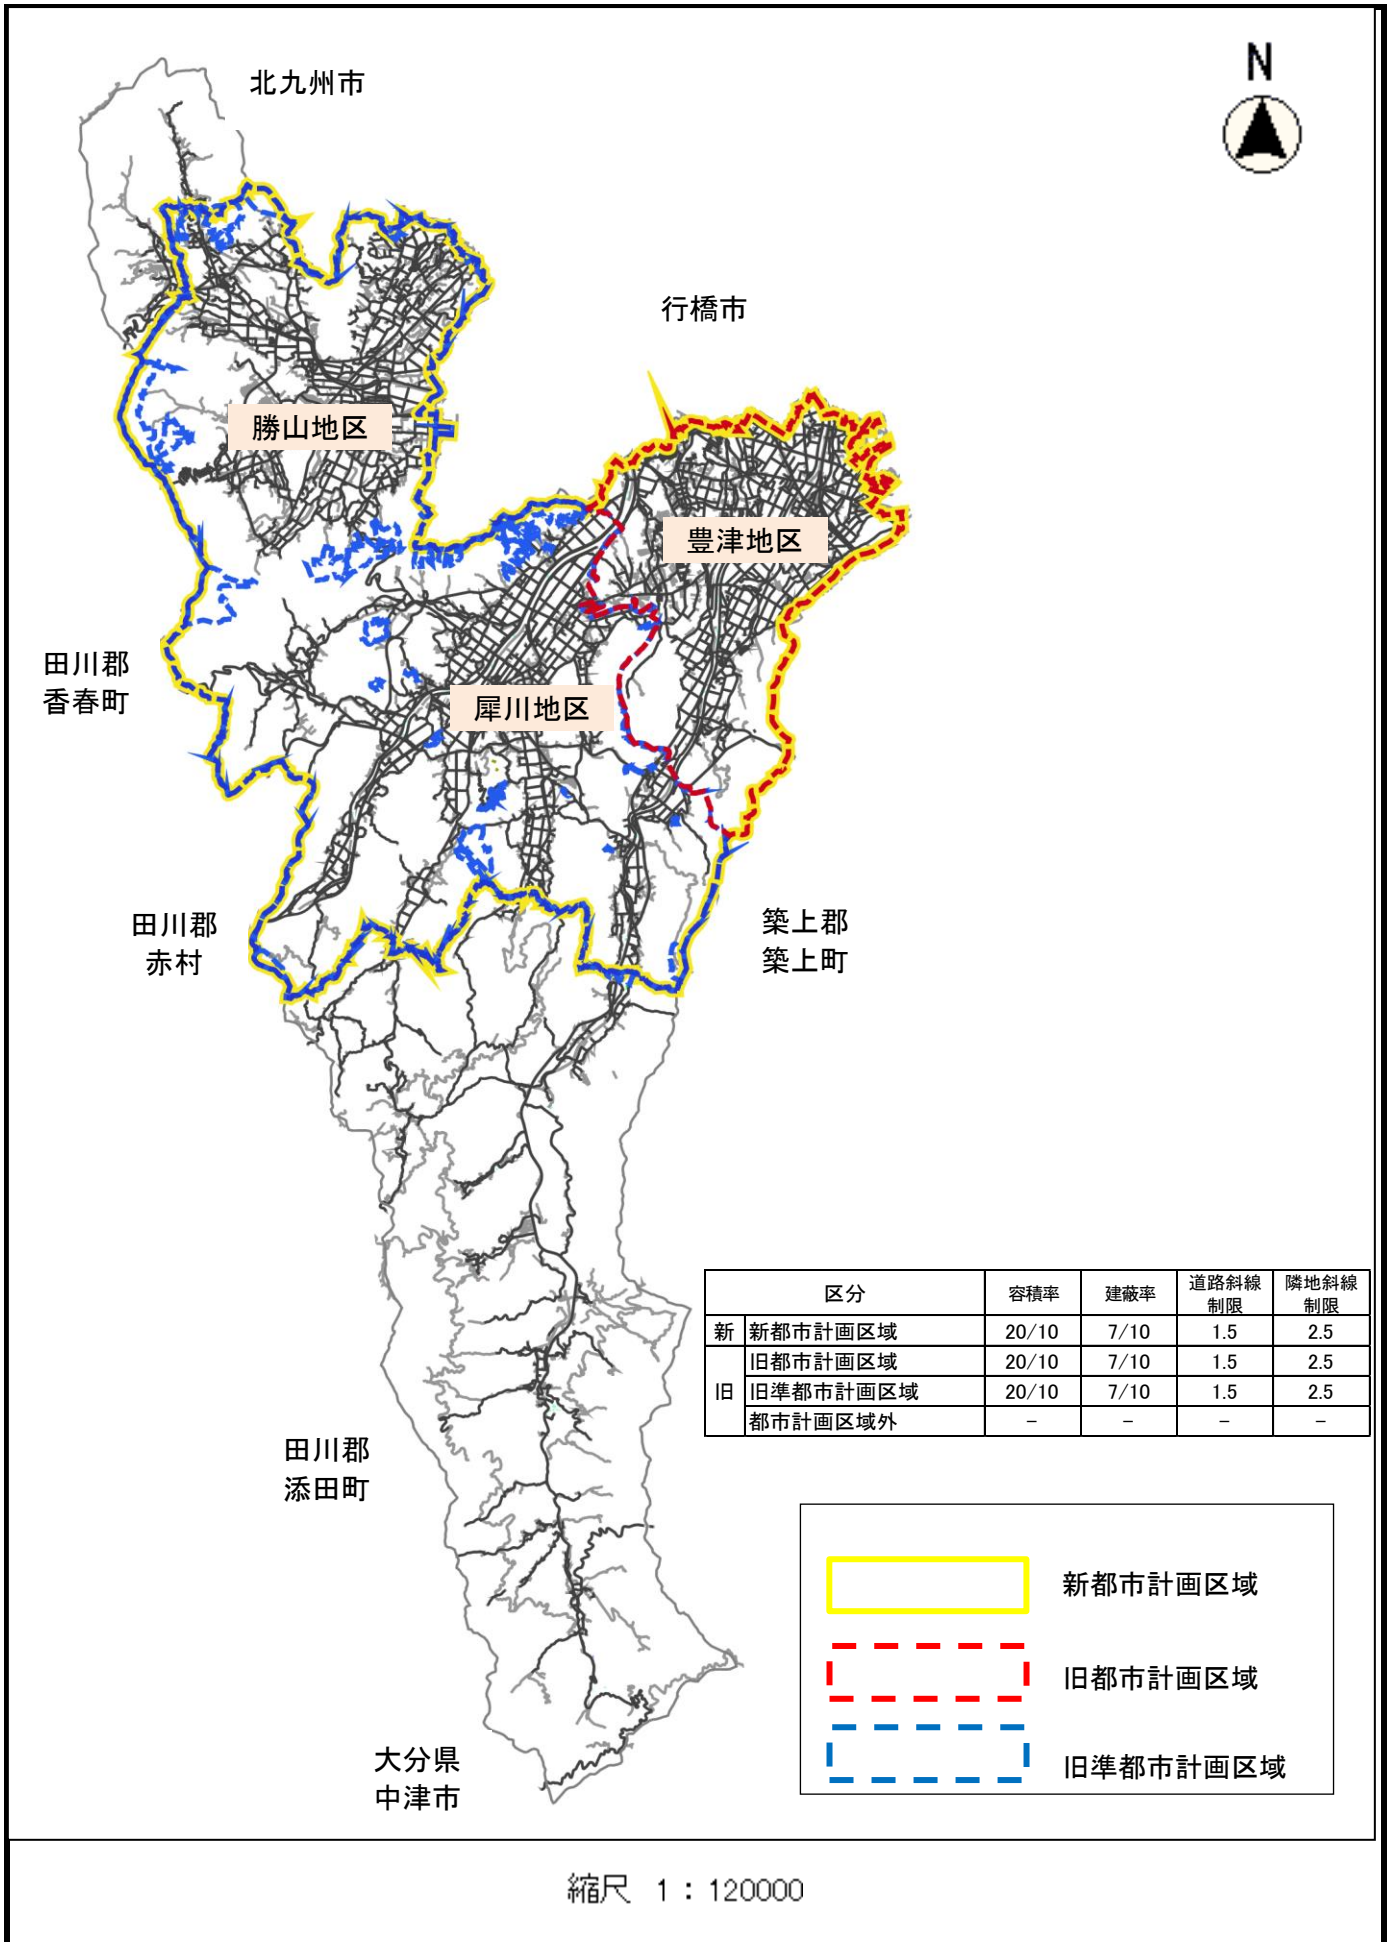 北九州市
N
行橋市
勝山地区
豊津地区
田川郡
香春町
犀川地区
田川郡
赤村
築上郡
築上町
区分 容積率 建蔽率 道路斜線制限 隣地斜線制限
新 新都市計画区域 20/10 7/10 1.5 2.5
旧 旧都市計画区域 20/10 7/10 1.5 2.5
旧準都市計画区域 20/10 7/10 1.5 2.5
都市計画区域外 － － － －
田川郡
添田町
新都市計画区域
旧都市計画区域
旧準都市計画区域
大分県
中津市
縮尺 1：120000